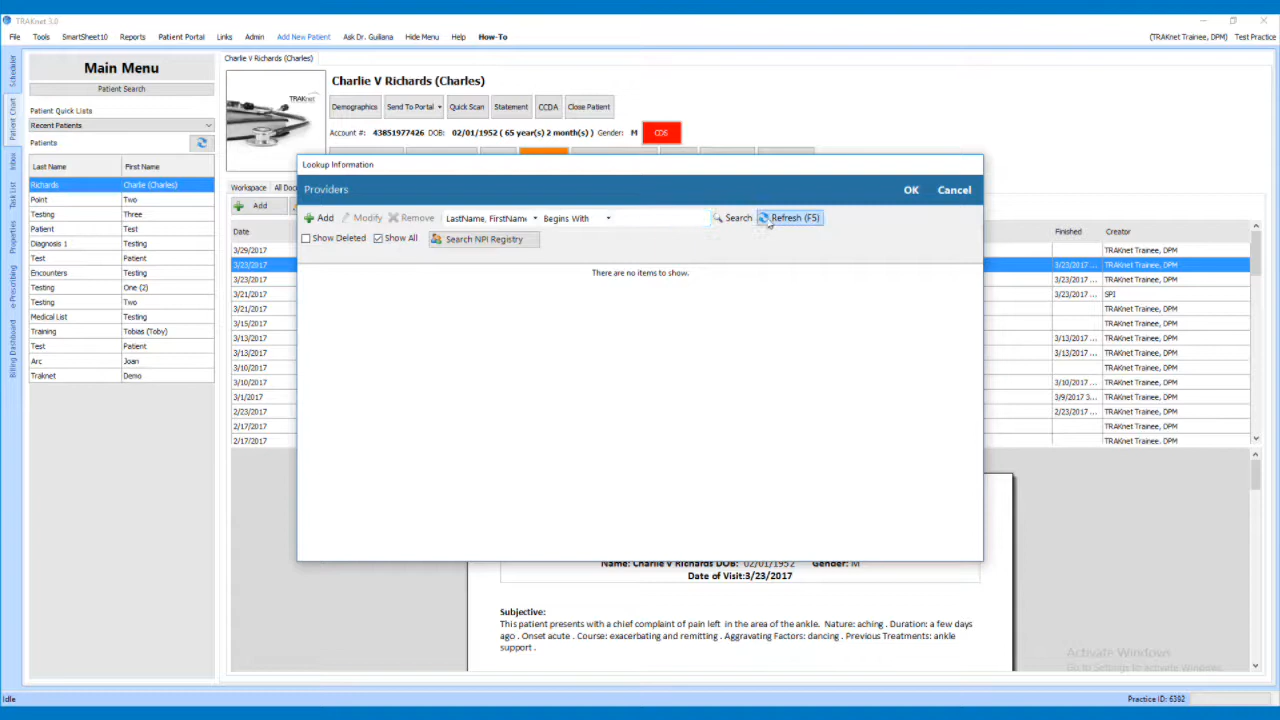 TRAKnet 3.0
File Tools SmartSheet10 Reports Patient Portal Links Admin Add New Patient Ask Dr. Guiliana Hide Menu Help How-To (TRAKnet Trainee, DPM) Test Practice
Scheduler
Patient Chart
Inbox
Task List
Properties
e-Prescribing
Billing Dashboard
Main Menu
Patient Search
Patient Quick Lists
Recent Patients
Patients
Last Name First Name
Richards Charlie (Charles)
Point Two
Testing Three
Patient Test
Diagnosis 1 Testing
Test Patient
Encounters Testing
Testing One (2)
Testing Two
Medical List Testing
Training Tobias (Toby)
Test Patient
Arc Joan
Traknet Demo
Charlie V Richards (Charles)
TRAKnet
Charlie V Richards (Charles)
Demographics Send To Portal Quick Scan Statement CCDA Close Patient
Account #: 43851977426 DOB: 02/01/1952 ( 65 year(s) 2 month(s) ) Gender: M CDS
Workspace All Doc
Add
Date Finished Creator
3/29/2017 TRAKnet Trainee, DPM
3/23/2017 3/23/2017 ... TRAKnet Trainee, DPM
3/23/2017 3/23/2017 ... TRAKnet Trainee, DPM
3/21/2017 3/23/2017 ... SPI
3/21/2017 TRAKnet Trainee, DPM
3/15/2017 TRAKnet Trainee, DPM
3/13/2017 3/13/2017 ... TRAKnet Trainee, DPM
3/13/2017 3/13/2017 ... TRAKnet Trainee, DPM
3/10/2017 TRAKnet Trainee, DPM
3/10/2017 3/10/2017 ... TRAKnet Trainee, DPM
3/1/2017 3/9/2017 3... TRAKnet Trainee, DPM
2/23/2017 2/23/2017 ... TRAKnet Trainee, DPM
2/17/2017 TRAKnet Trainee, DPM
2/17/2017 TRAKnet Trainee, DPM
Lookup Information
Providers OK Cancel
Add Modify Remove LastName, FirstName Begins With Search Refresh (F5)
Show Deleted Show All Search NPI Registry
There are no items to show.
Name: Charlie V Richards DOB: 02/01/1952 Gender: M
Date of Visit:3/23/2017
Subjective:
This patient presents with a chief complaint of pain left in the area of the ankle. Nature: aching . Duration: a few days
ago . Onset acute . Course: exacerbating and remitting . Aggravating Factors: dancing . Previous Treatments: ankle
support .
Activate Windows
Go to Settings to activate Windows.
Idle Practice ID: 6392